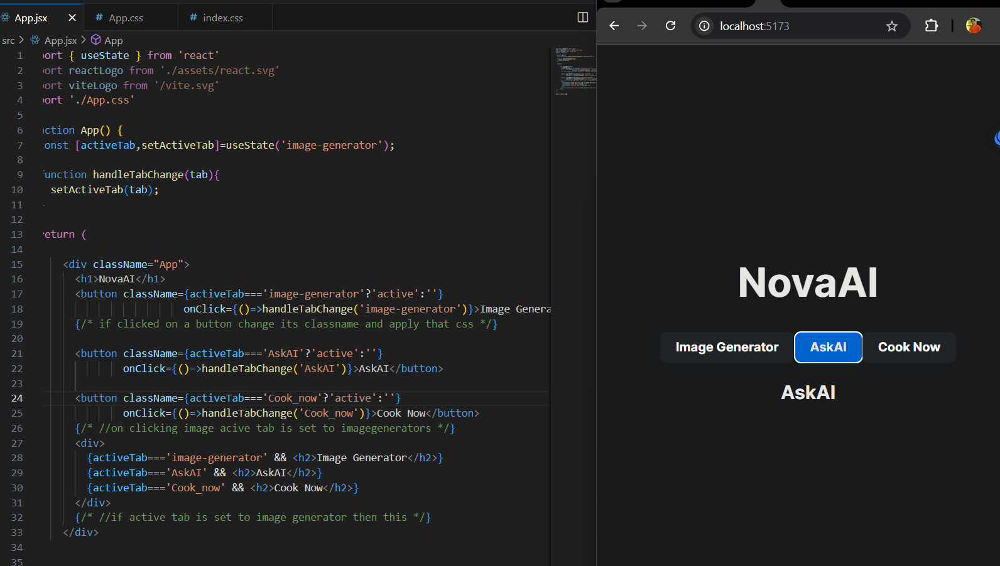 App.jsx
# App.css
# index.css
src > App.jsx > App
1 port { useState } from 'react'
2 port reactLogo from './assets/react.svg'
3 port viteLogo from '/vite.svg'
4 port './App.css'
5
6 nction App() {
7 const [activeTab,setActiveTab]=useState('image-generator');
8
9 function handleTabChange(tab){
10 setActiveTab(tab);
11
12
13 return (
14
15 <div className="App">
16 <h1>NovaAI</h1>
17 <button className={activeTab==='image-generator'?'active':''}
18 onClick={()=>handleTabChange('image-generator')}>Image Genera
19 {/* if clicked on a button change its classname and apply that css */}
20
21 <button className={activeTab==='AskAI'?'active':''}
22 onClick={()=>handleTabChange('AskAI')}>AskAI</button>
23
24 <button className={activeTab==='Cook_now'?'active':''}
25 onClick={()=>handleTabChange('Cook_now')}>Cook Now</button>
26 {/* //on clicking image acive tab is set to imagegenerators */}
27 <div>
28 {activeTab==='image-generator' && <h2>Image Generator</h2>}
29 {activeTab==='AskAI' && <h2>AskAI</h2>}
30 {activeTab==='Cook_now' && <h2>Cook Now</h2>}
31 </div>
32 {/* //if active tab is set to image generator then this */}
33 </div>
34
35
localhost:5173
NovaAI
Image Generator
AskAI
Cook Now
AskAI